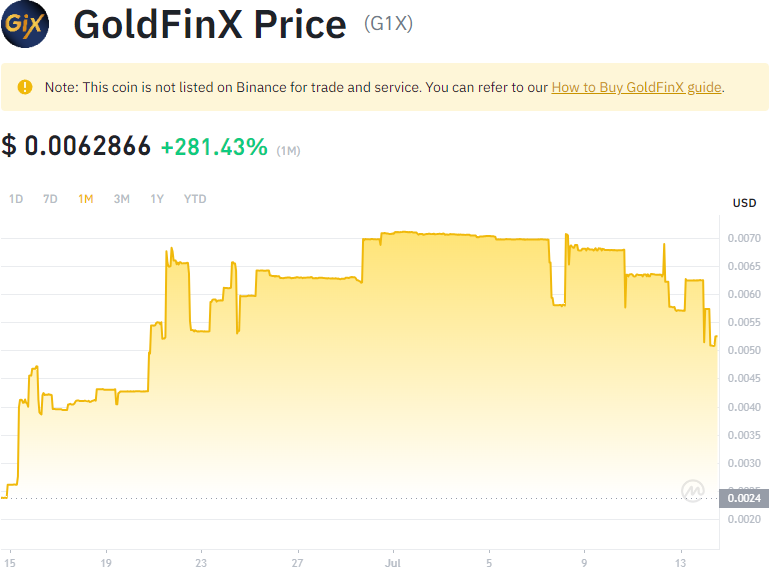 GiX
GoldFinX Price (G1X)
Note: This coin is not listed on Binance for trade and service. You can refer to our How to Buy GoldFinX guide.
$ 0.0062866 +281.43% (1M)
1D 7D 1M 3M 1Y YTD
USD
0.0070
0.0065
0.0060
0.0055
0.0050
0.0045
0.0040
0.0035
0.0030
0.0024
0.0020
15 19 23 27 Jul 5 9 13